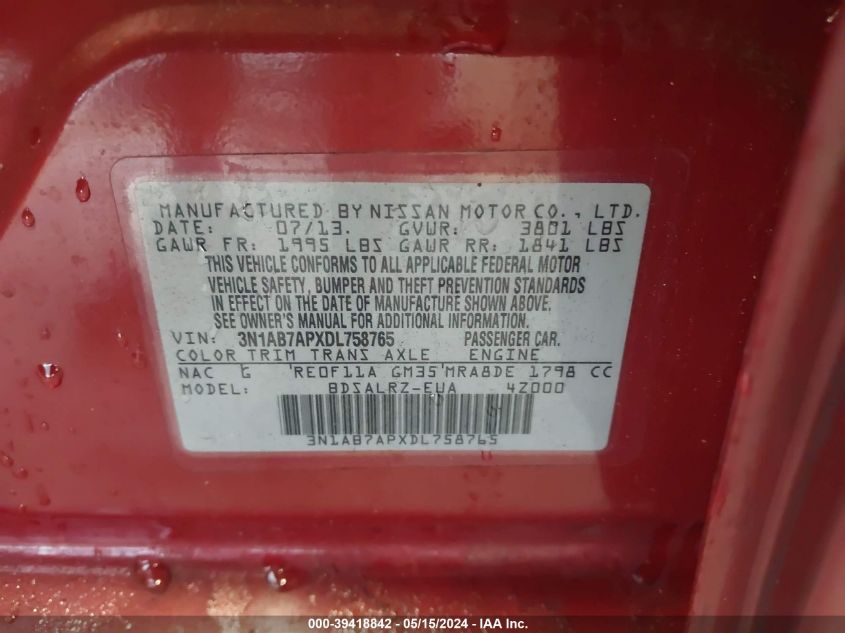 MANUFACTURED BY NISSAN MOTOR CO., LTD.
DATE: 07/13. GVWR: 3801 LBS
GAWR FR: 1995 LBS GAWR RR: 1841 LBS
THIS VEHICLE CONFORMS TO ALL APPLICABLE FEDERAL MOTOR
VEHICLE SAFETY, BUMPER AND THEFT PREVENTION STANDARDS
IN EFFECT ON THE DATE OF MANUFACTURE SHOWN ABOVE.
SEE OWNER'S MANUAL FOR ADDITIONAL INFORMATION.
VIN: 3N1AB7APXDL758765 PASSENGER CAR.
COLOR TRIM TRANS AXLE ENGINE
NAC G RE0F11A GM35 MRA8DE 1798 CC
MODEL: BDSALRZ-EUA 4Z000
3N1AB7APXDL758765
000-39418842 - 05/15/2024 - IAA Inc.